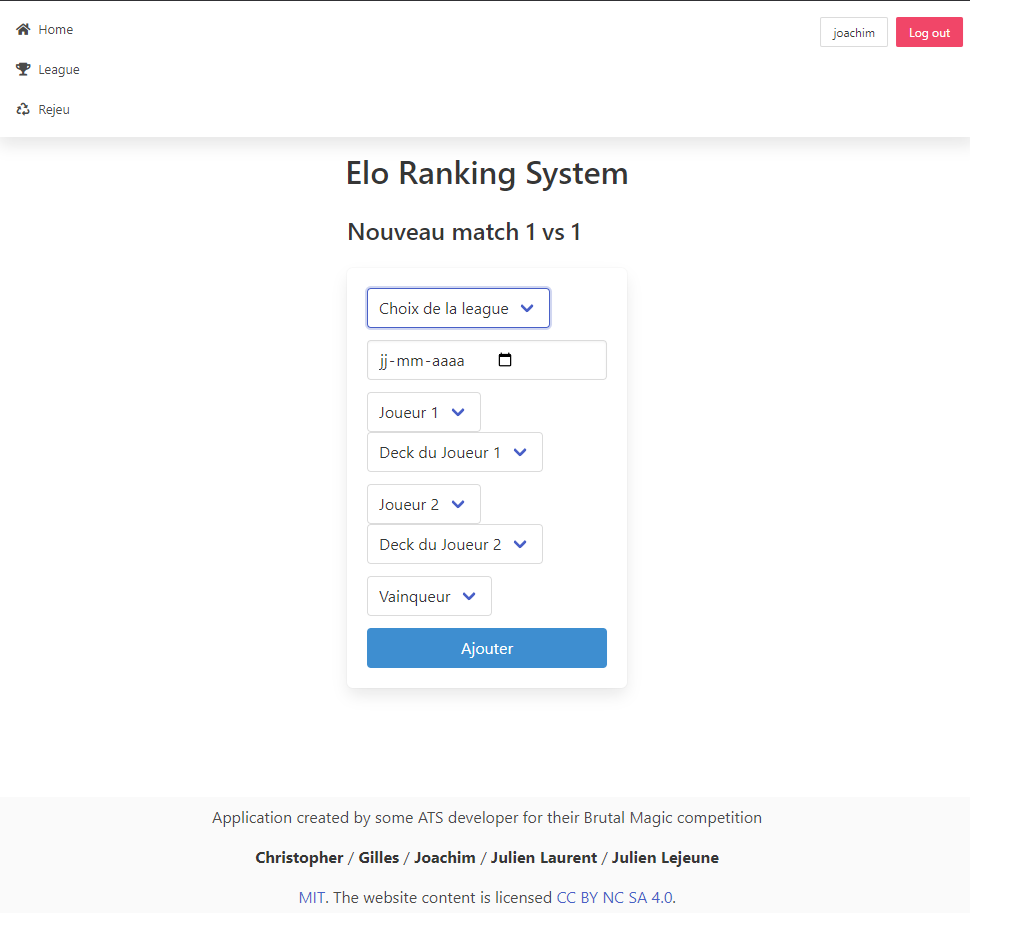 Home
joachim
Log out
League
Rejeu
Elo Ranking System
Nouveau match 1 vs 1
Choix de la league
jj-mm-aaaa
Joueur 1
Deck du Joueur 1
Joueur 2
Deck du Joueur 2
Vainqueur
Ajouter
Application created by some ATS developer for their Brutal Magic competition
Christopher / Gilles / Joachim / Julien Laurent / Julien Lejeune
MIT. The website content is licensed CC BY NC SA 4.0.